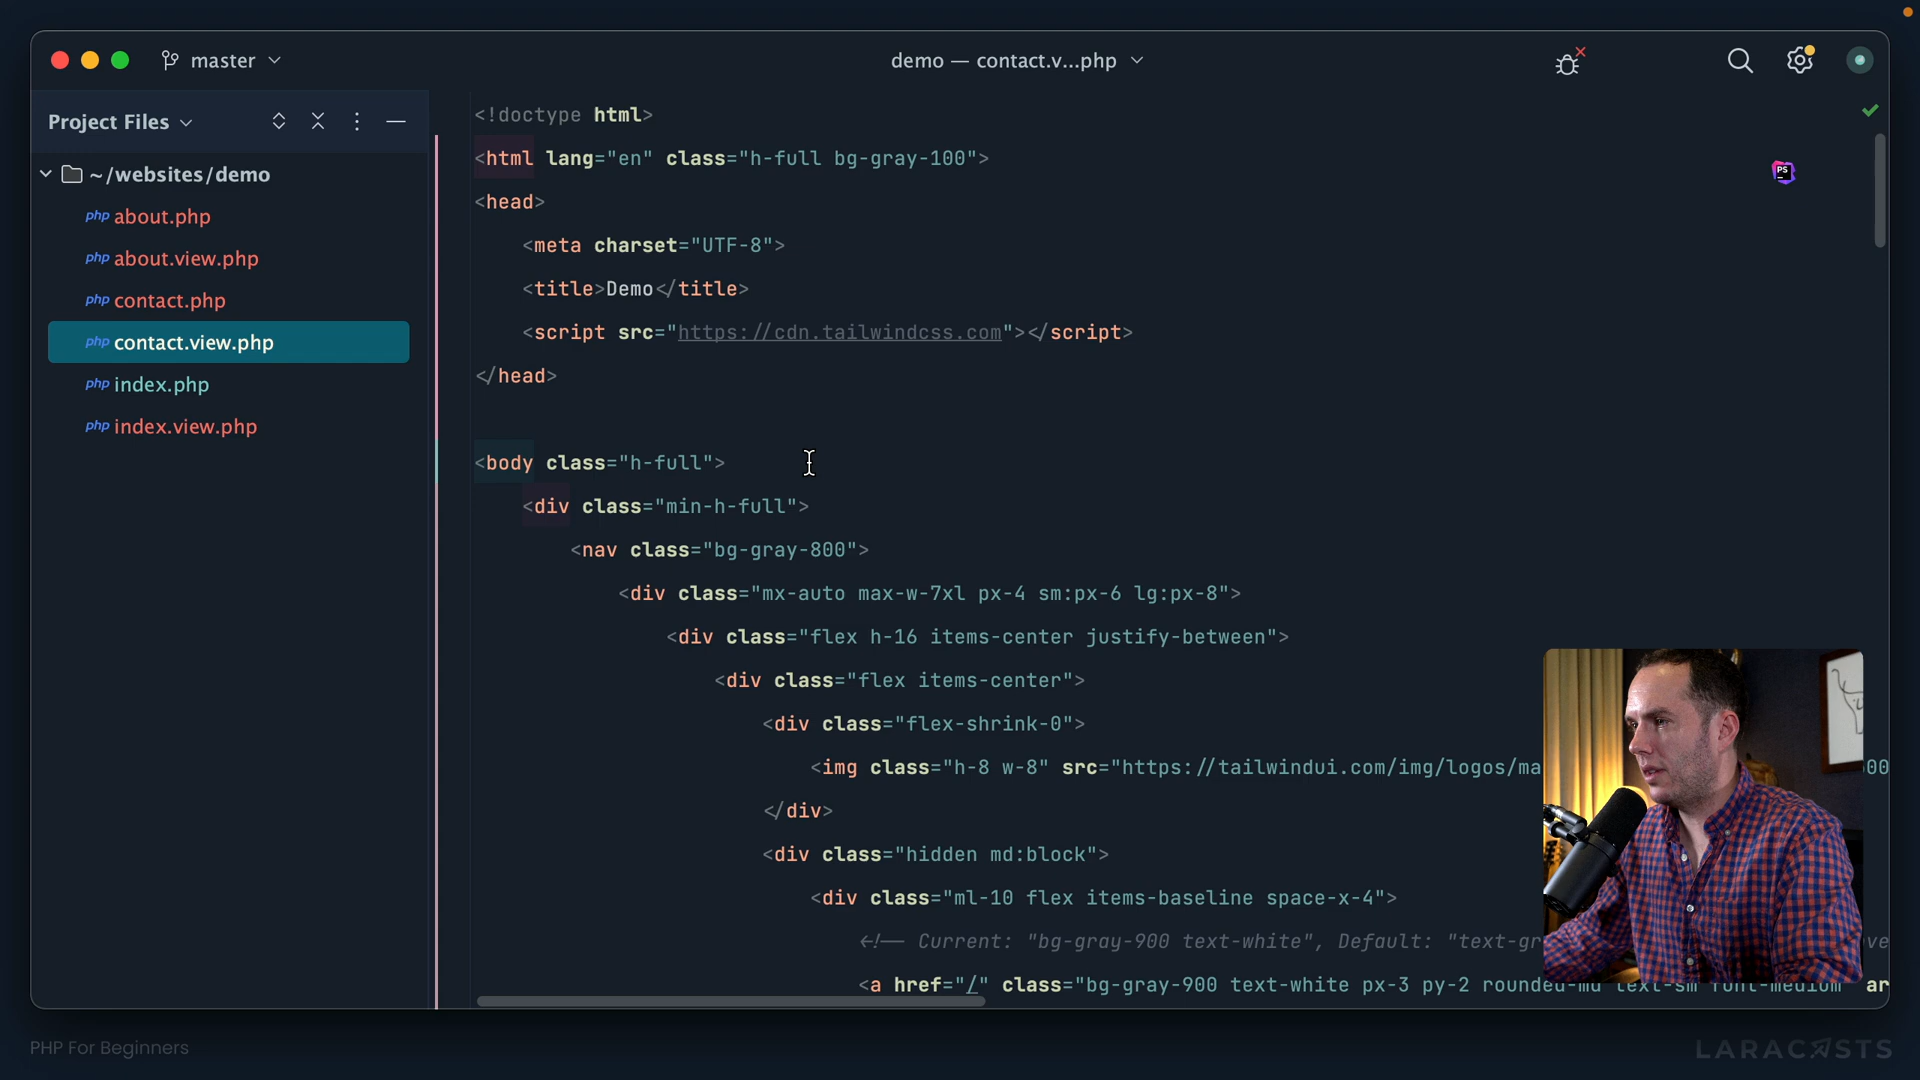 master
demo — contact.v...php
Project Files
~/websites/demo
php about.php
php about.view.php
php contact.php
php contact.view.php
php index.php
php index.view.php
<!doctype html>
<html lang="en" class="h-full bg-gray-100">
<head>
<meta charset="UTF-8">
<title>Demo</title>
<script src="https://cdn.tailwindcss.com"></script>
</head>
<body class="h-full">
<div class="min-h-full">
<nav class="bg-gray-800">
<div class="mx-auto max-w-7xl px-4 sm:px-6 lg:px-8">
<div class="flex h-16 items-center justify-between">
<div class="flex items-center">
<div class="flex-shrink-0">
<img class="h-8 w-8" src="https://tailwindui.com/img/logos/ma
</div>
<div class="hidden md:block">
<div class="ml-10 flex items-baseline space-x-4">
<!-- Current: "bg-gray-900 text-white", Default: "text-gr
<a href="/" class="bg-gray-900 text-white px-3 py-2 rounded-md text-sm font-medium" ar
PS
PHP For Beginners
LARACASTS